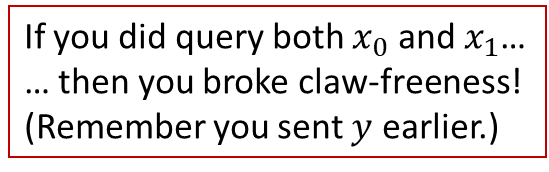 If you did query both x₀ and x₁...
... then you broke claw-freeness!
(Remember you sent y earlier.)